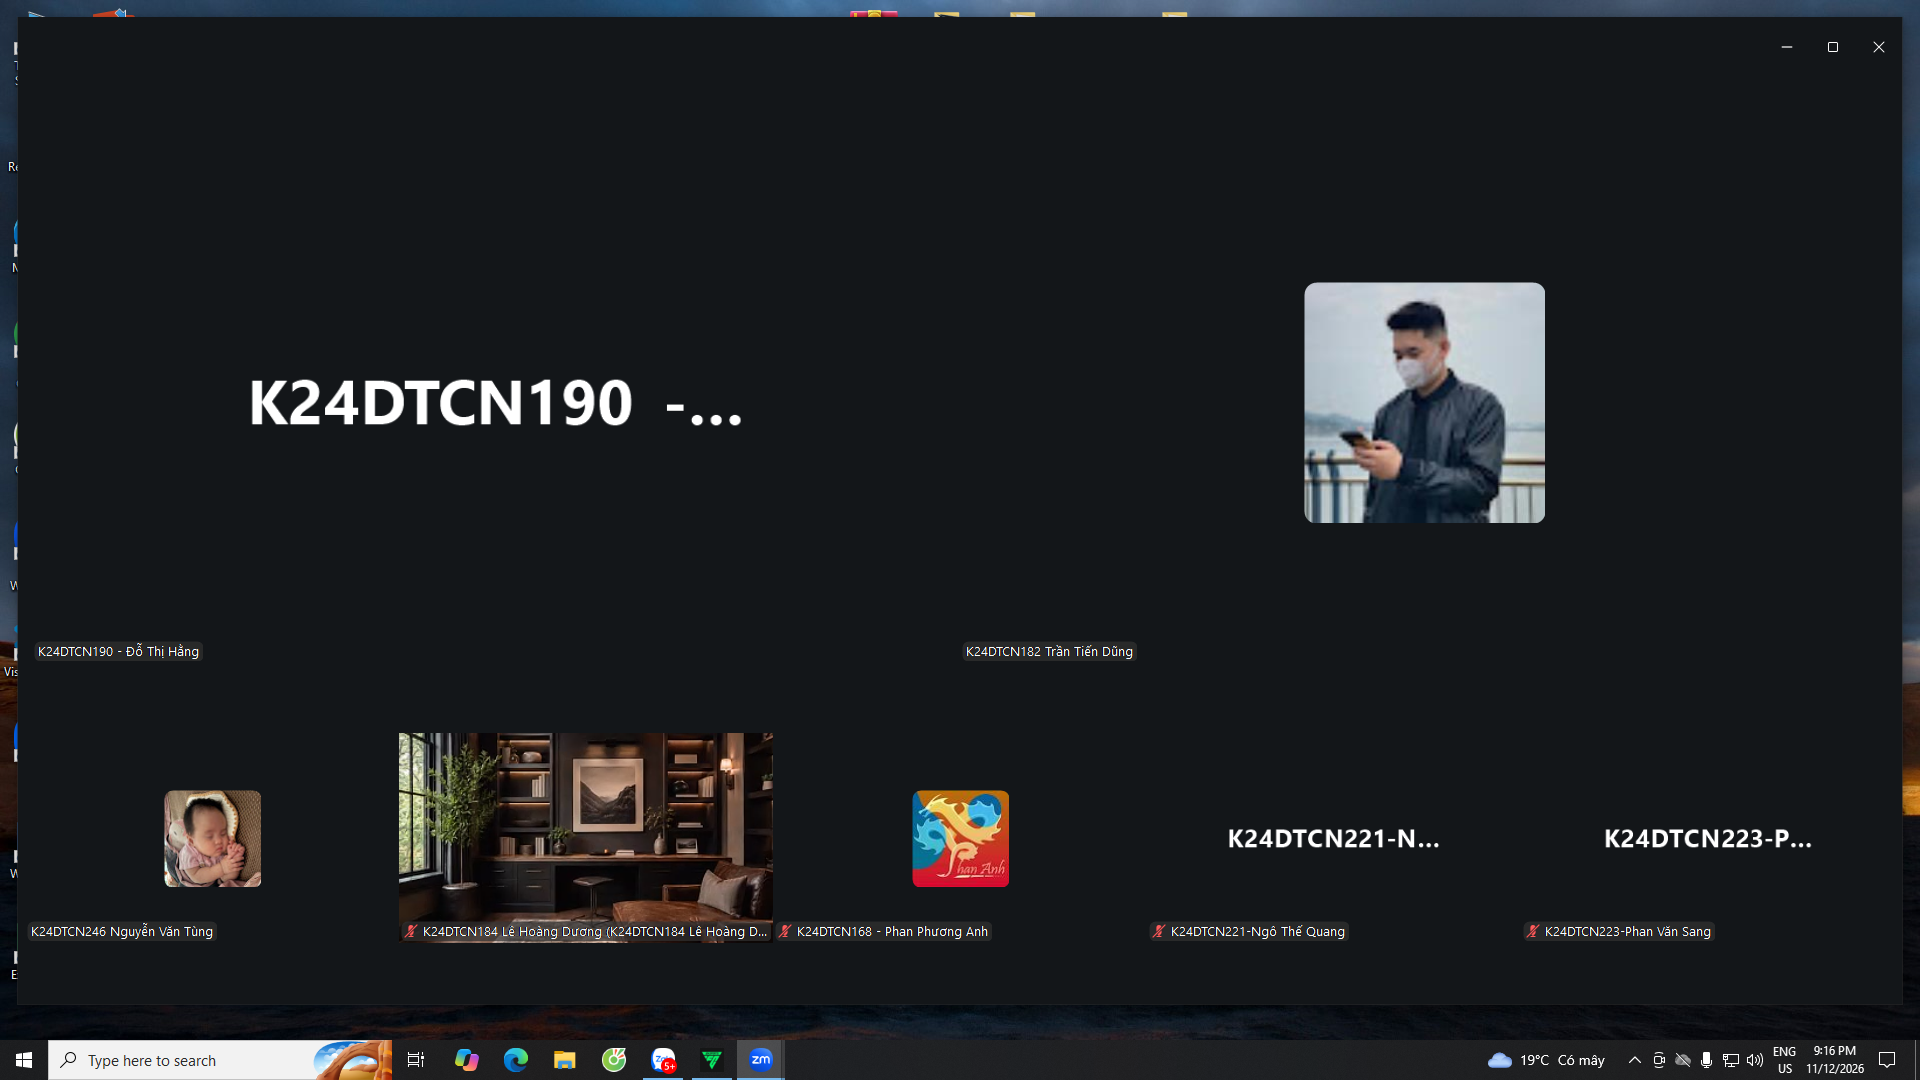 K24DTCN190 -...
K24DTCN190 - Đỗ Thị Hằng
K24DTCN182 Trần Tiến Dũng
K24DTCN221-N...
K24DTCN223-P...
K24DTCN246 Nguyễn Văn Tùng
K24DTCN184 Lê Hoàng Dương (K24DTCN184 Lê Hoàng D...
K24DTCN168 - Phan Phương Anh
K24DTCN221-Ngô Thế Quang
K24DTCN223-Phan Văn Sang
Type here to search
5+
zm
19°C Có mây
ENG
US
9:16 PM
11/12/2026